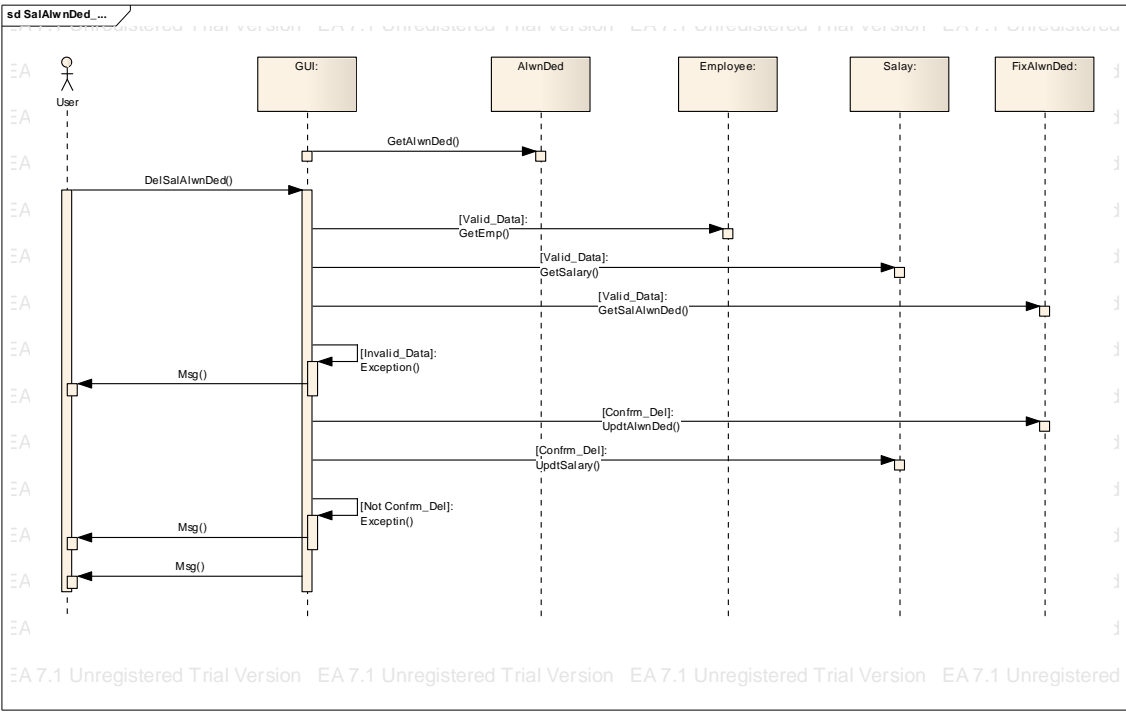 sd SalAlwnDed_...
EA 7.1 Unregistered Trial Version EA 7.1 Unregistered Trial Version EA 7.1 Unregistered Trial Version EA 7.1 Unregistered
User
GUI:
AlwnDed
Employee:
Salay:
FixAlwnDed:
GetAlwnDed()
DelSalAlwnDed()
[Valid_Data]:
GetEmp()
[Valid_Data]:
GetSalary()
[Valid_Data]:
GetSalAlwnDed()
[Invalid_Data]:
Exception()
Msg()
[Confrm_Del]:
UpdtAlwnDed()
[Confrm_Del]:
UpdtSalary()
[Not Confrm_Del]:
Exceptin()
Msg()
Msg()
EA 7.1 Unregistered Trial Version EA 7.1 Unregistered Trial Version EA 7.1 Unregistered Trial Version EA 7.1 Unregistered